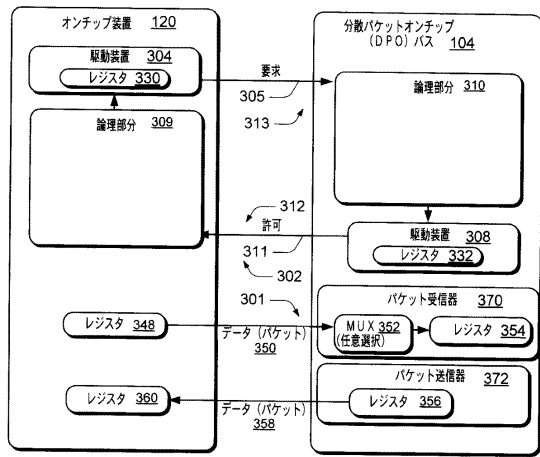 オンチップ装置 120
駆動装置 304
レジスタ 330
論理部分 309
要求
305
313
312
許可
311
302
301
分散パケットオンチップ
(DPO)バス 104
論理部分 310
駆動装置 308
レジスタ 332
パケット受信器 370
レジスタ 348
データ(パケット)
350
MUX 352
(任意選択)
レジスタ 354
パケット送信器 372
レジスタ 360
データ(パケット)
358
レジスタ 356